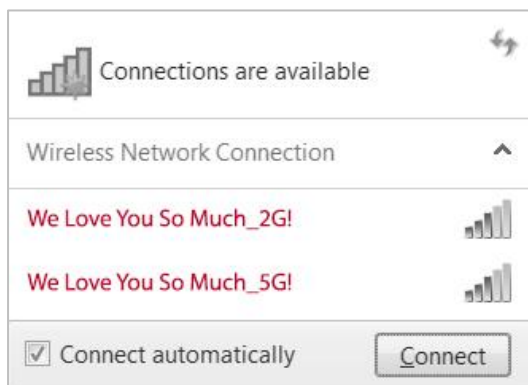 Connections are available
Wireless Network Connection
We Love You So Much_2G!
We Love You So Much_5G!
Connect automatically
Connect